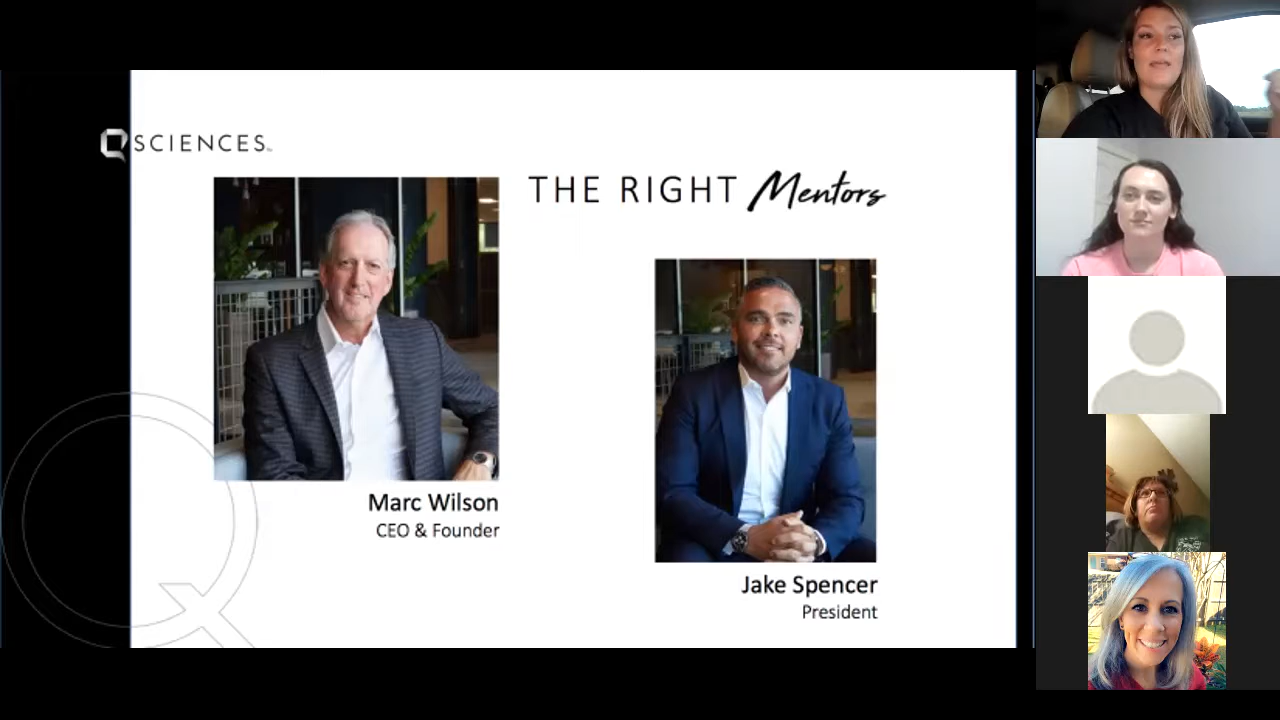 Q SCIENCES
THE RIGHT Mentors
Marc Wilson
CEO & Founder
Jake Spencer
President